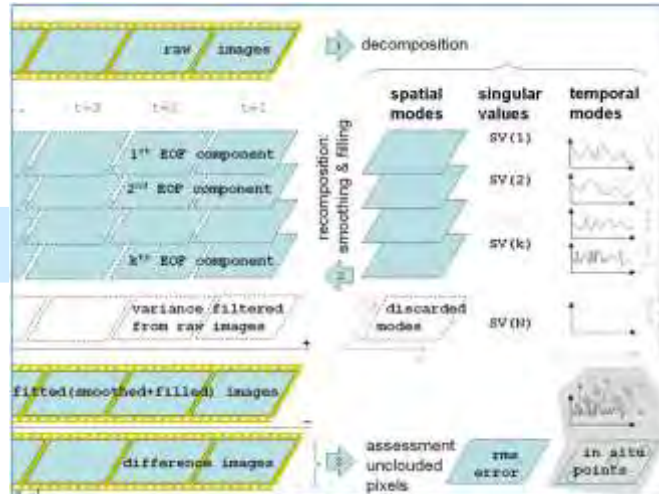 raw images
1 decomposition
t=3 t=2 t=1
spatial modes
singular values
temporal modes
1th EOF component
2nd EOF component
kth EOF component
SV(1)
SV(2)
SV(k)
SV(N)
recomposition:
smoothing & filling
2
variance filtered
from raw images
discarded
modes
+
fitted(smoothed+filled) images
-
difference images
assessment
unclouded
pixels
rms
error
in situ
points